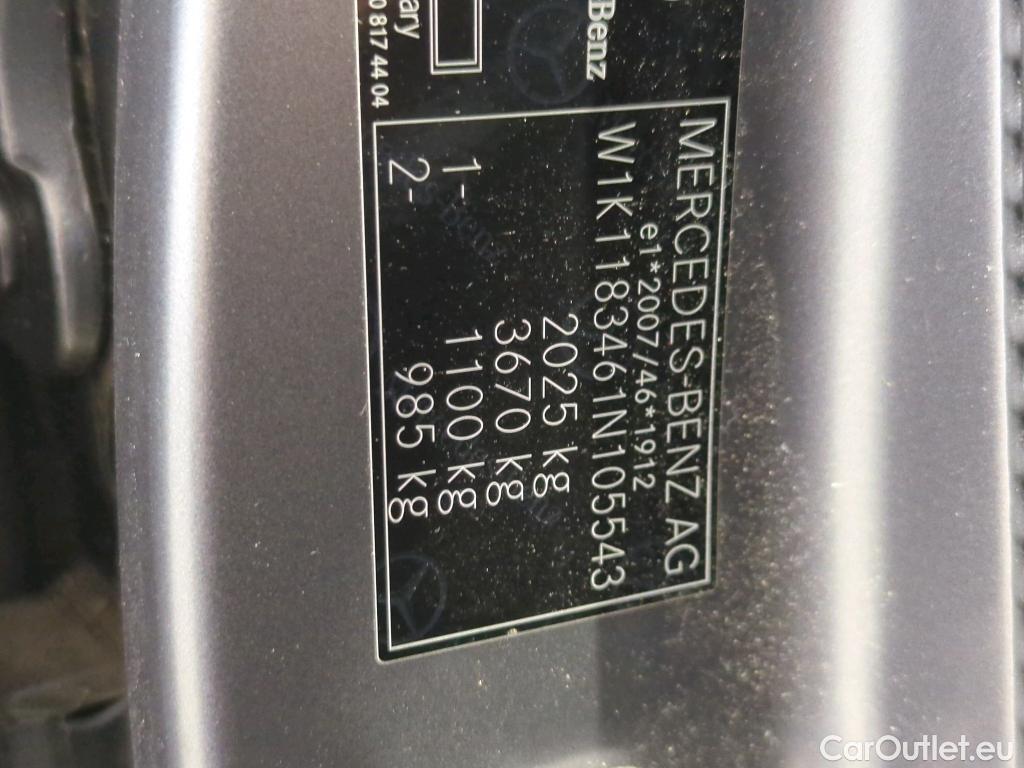 Benz
ary
0 817 44 04
MERCEDES-BENZ AG
e1*2007/46*1912
W1K1183461N105543
2025 kg
3670 kg
1- 1100 kg
2- 985 kg
CarOutlet.eu